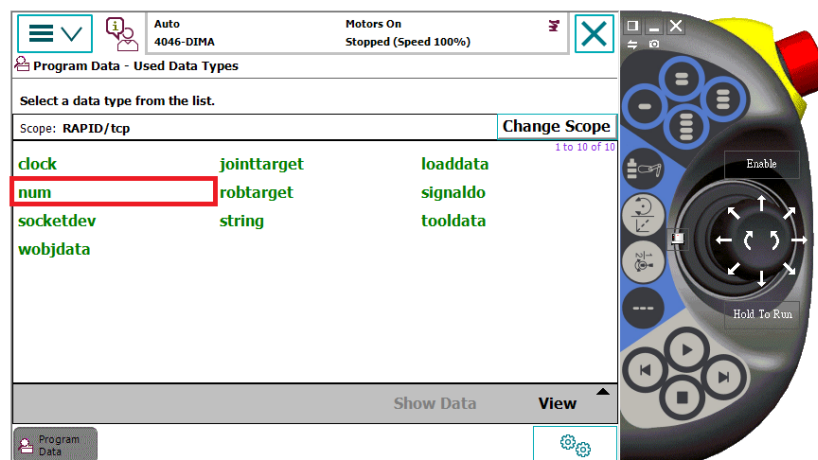 Auto
4046-DIMA
Motors On
Stopped (Speed 100%)
Program Data - Used Data Types
Select a data type from the list.
Scope: RAPID/tcp
Change Scope
1 to 10 of 10
clock jointtarget loaddata
num robtarget signaldo
socketdev string tooldata
wobjdata
Show Data View
Program
Data
Enable
Hold To Run